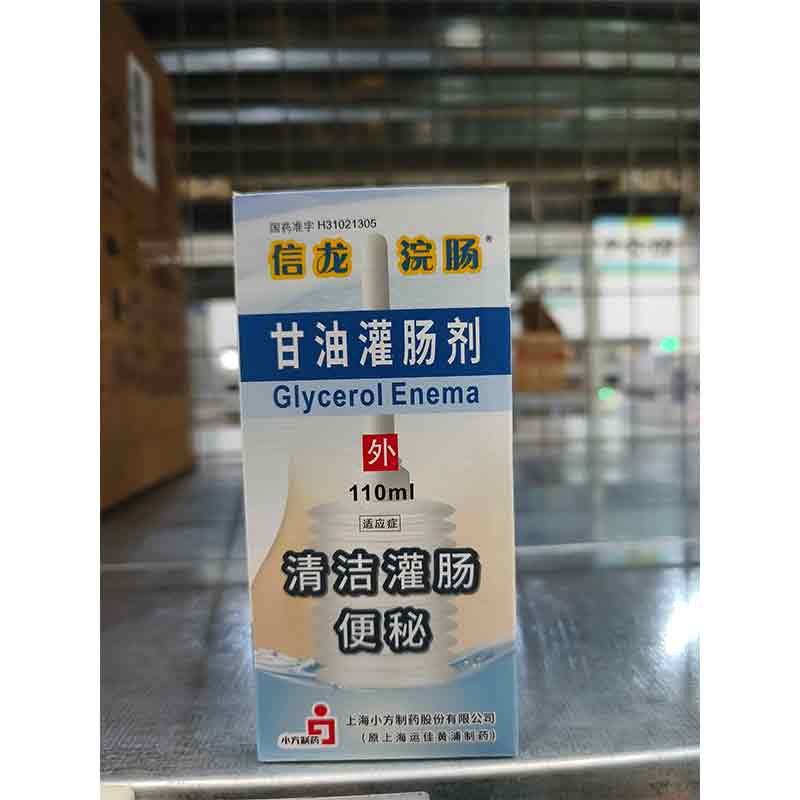 国药准字 H31021305
信龙 浣肠®
甘油灌肠剂
Glycerol Enema
外
110ml
适应症
清洁灌肠
便秘
小方制药
上海小方制药股份有限公司
(原上海运佳黄浦制药)